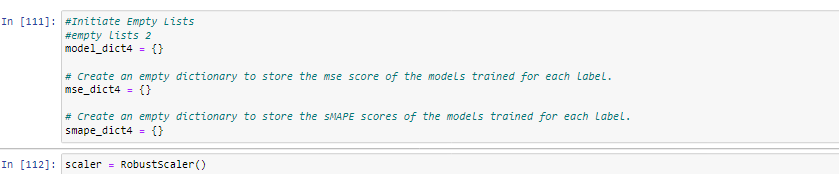 In [111]: #Initiate Empty Lists
#empty lists 2
model_dict4 = {}
# Create an empty dictionary to store the mse score of the models trained for each label.
mse_dict4 = {}
# Create an empty dictionary to store the sMAPE scores of the models trained for each label.
smape_dict4 = {}
In [112]: scaler = RobustScaler()